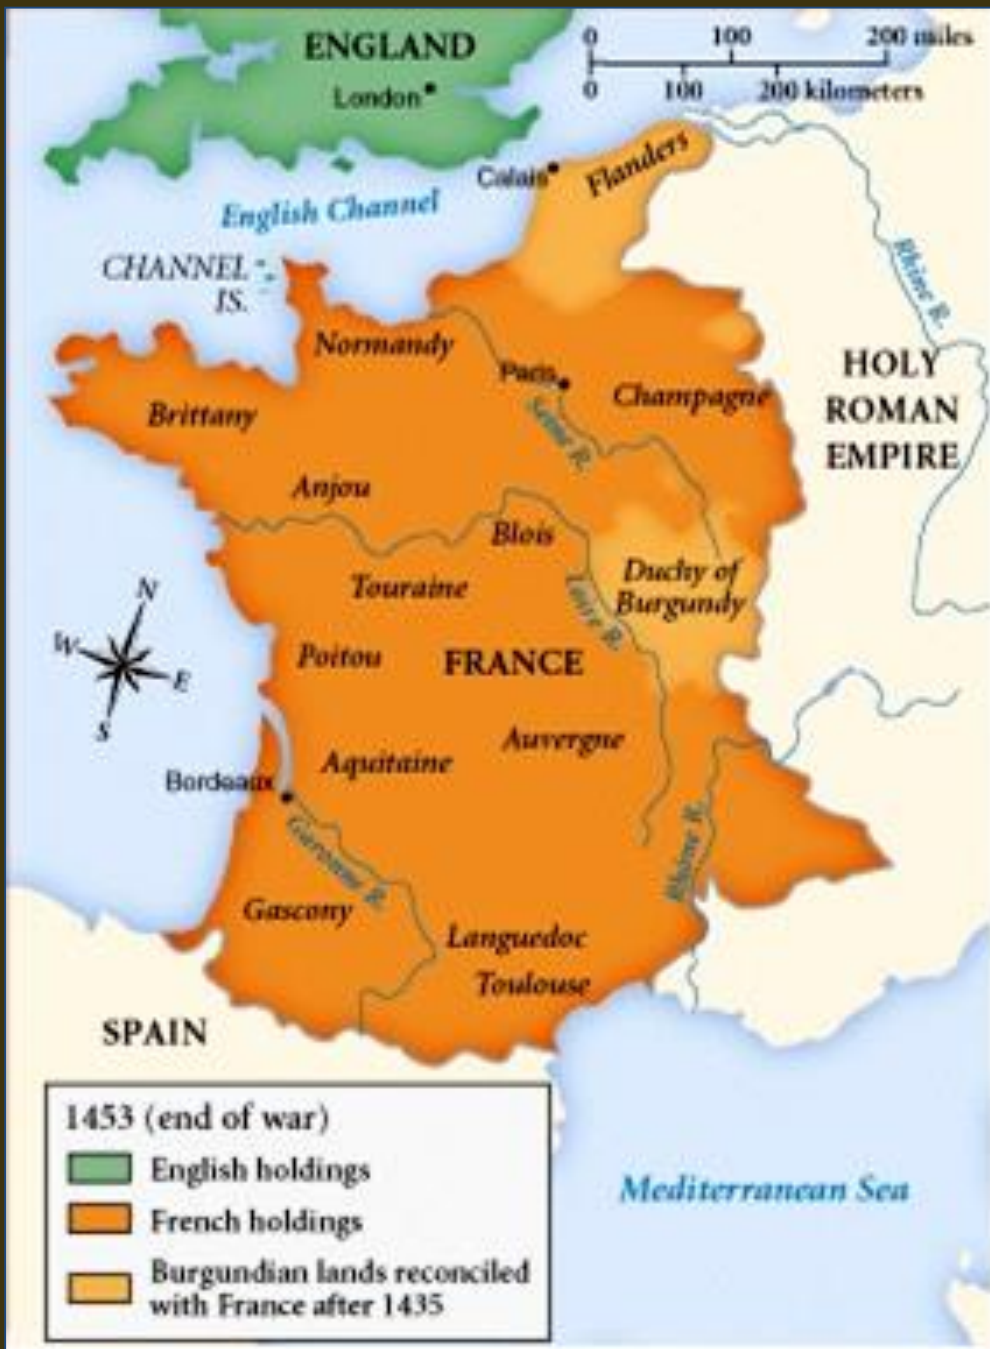 ENGLAND
London
0 100 200 miles
0 100 200 kilometers
Calais
Flanders
English Channel
CHANNEL
IS.
Rhine R.
Normandy
Paris
HOLY
ROMAN
EMPIRE
Champagne
Brittany
Seine R.
Anjou
Blois
Duchy of
Burgundy
Touraine
Loire R.
N
W
E
S
Poitou
FRANCE
Auvergne
Aquitaine
Bordeaux
Garonne R.
Rhône R.
Gascony
Languedoc
Toulouse
SPAIN
1453 (end of war)
English holdings
French holdings
Burgundian lands reconciled
with France after 1435
Mediterranean Sea